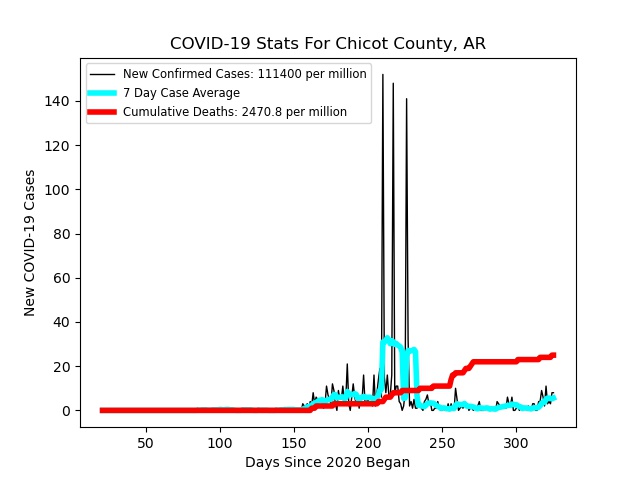 COVID-19 Stats For Chicot County, AR
New Confirmed Cases: 111400 per million
7 Day Case Average
Cumulative Deaths: 2470.8 per million
New COVID-19 Cases
140
120
100
80
60
40
20
0
50 100 150 200 250 300
Days Since 2020 Began